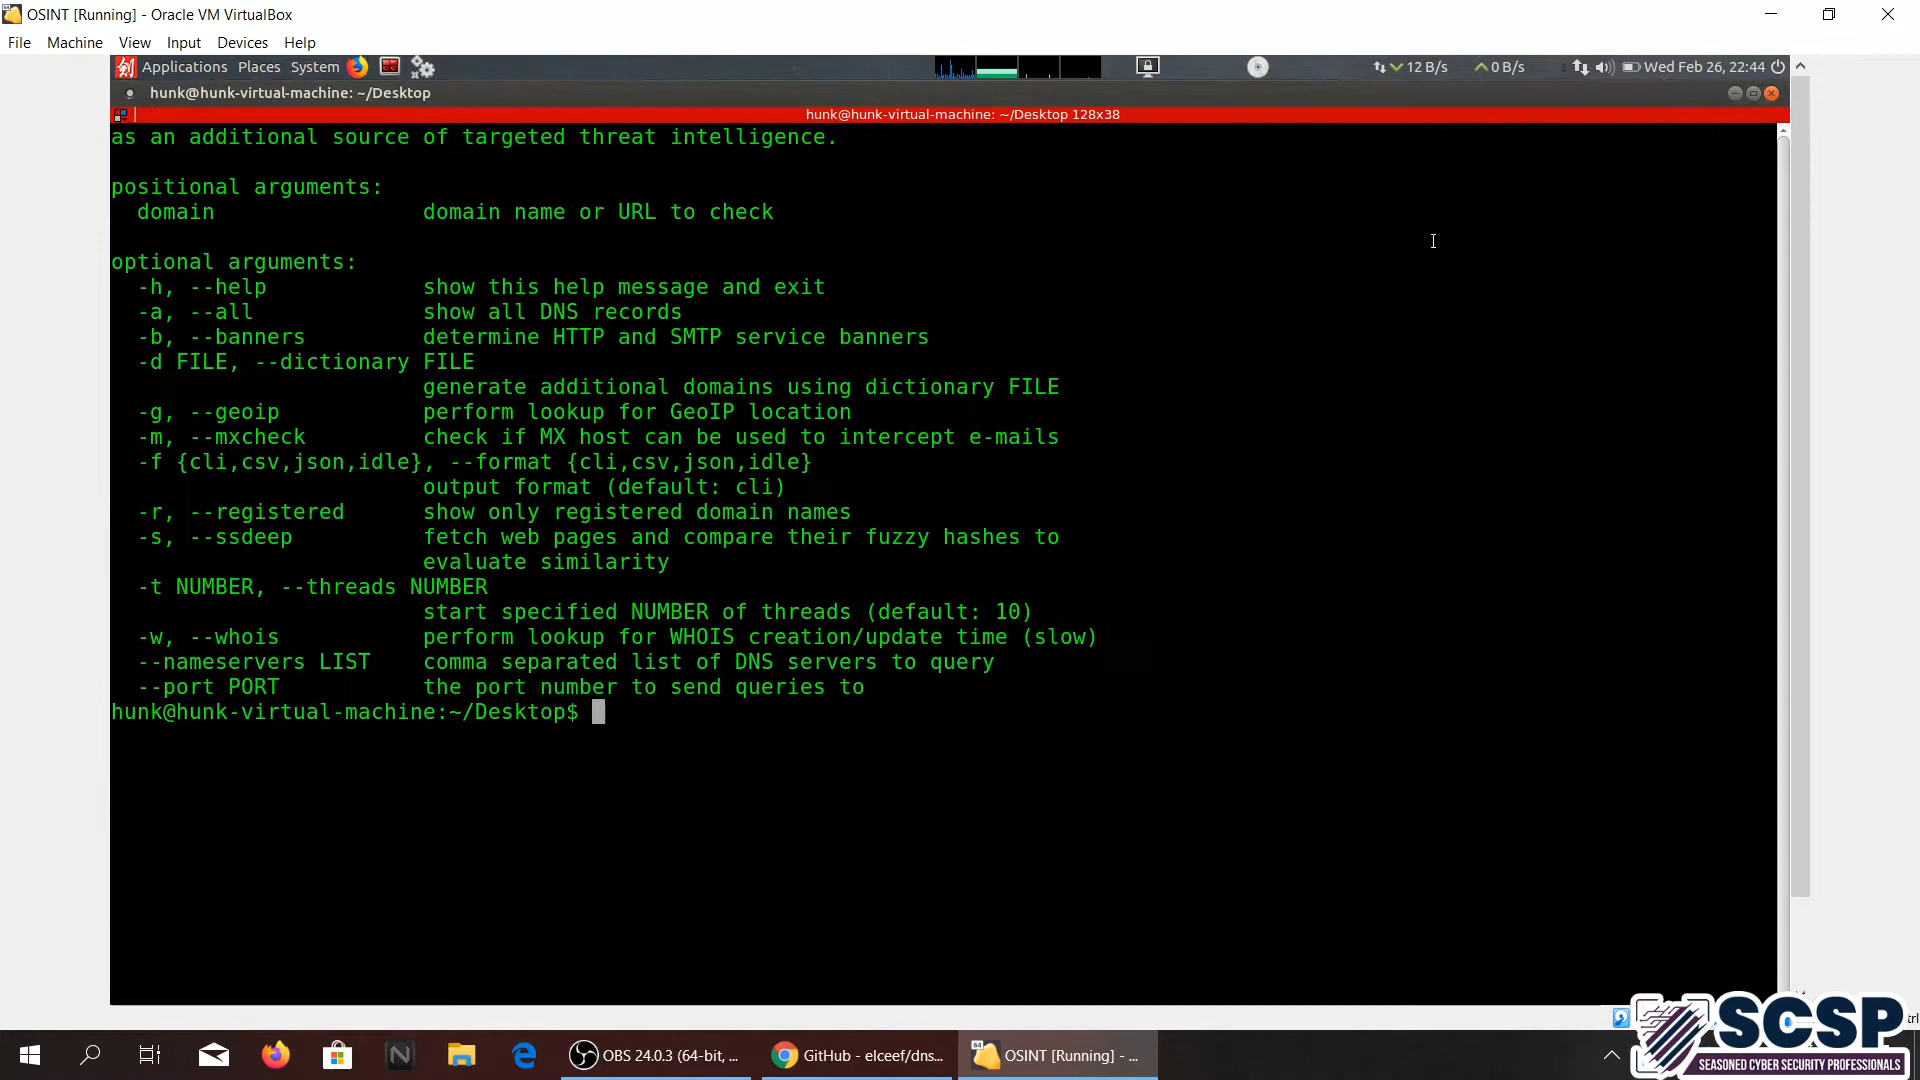 OSINT [Running] - Oracle VM VirtualBox
File Machine View Input Devices Help
Applications Places System 12 B/s 0 B/s Wed Feb 26, 22:44
hunk@hunk-virtual-machine: ~/Desktop
hunk@hunk-virtual-machine: ~/Desktop 128x38
as an additional source of targeted threat intelligence.
positional arguments:
domain domain name or URL to check
optional arguments:
-h, --help show this help message and exit
-a, --all show all DNS records
-b, --banners determine HTTP and SMTP service banners
-d FILE, --dictionary FILE
generate additional domains using dictionary FILE
-g, --geoip perform lookup for GeoIP location
-m, --mxcheck check if MX host can be used to intercept e-mails
-f {cli,csv,json,idle}, --format {cli,csv,json,idle}
output format (default: cli)
-r, --registered show only registered domain names
-s, --ssdeep fetch web pages and compare their fuzzy hashes to
evaluate similarity
-t NUMBER, --threads NUMBER
start specified NUMBER of threads (default: 10)
-w, --whois perform lookup for WHOIS creation/update time (slow)
--nameservers LIST comma separated list of DNS servers to query
--port PORT the port number to send queries to
hunk@hunk-virtual-machine:~/Desktop$
SCSP
SEASONED CYBER SECURITY PROFESSIONALS
OBS 24.0.3 (64-bit, ... GitHub - elceef/dns... OSINT [Running] - ...